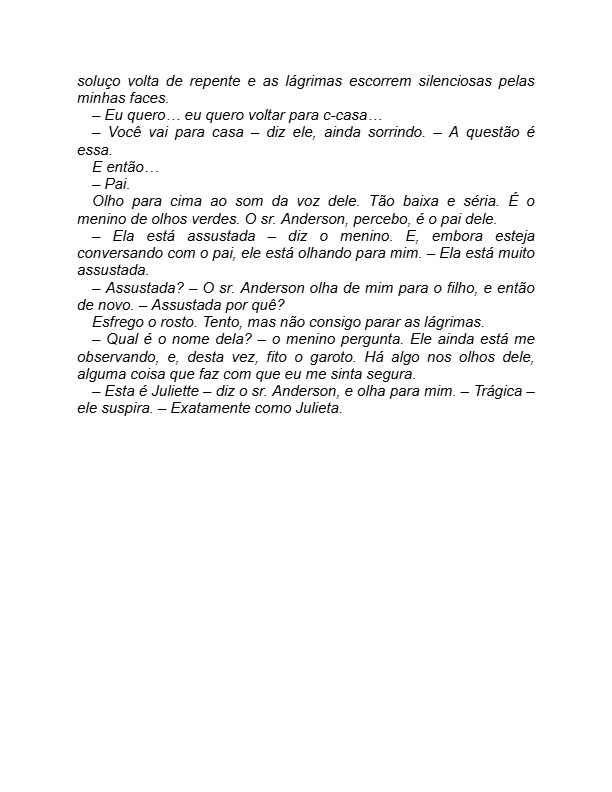 soluço volta de repente e as lágrimas escorrem silenciosas pelas
minhas faces.
– Eu quero… eu quero voltar para c-casa…
– Você vai para casa – diz ele, ainda sorrindo. – A questão é
essa.
E então…
– Pai.
Olho para cima ao som da voz dele. Tão baixa e séria. É o
menino de olhos verdes. O sr. Anderson, percebo, é o pai dele.
– Ela está assustada – diz o menino. E, embora esteja
conversando com o pai, ele está olhando para mim. – Ela está muito
assustada.
– Assustada? – O sr. Anderson olha de mim para o filho, e então
de novo. – Assustada por quê?
Esfrego o rosto. Tento, mas não consigo parar as lágrimas.
– Qual é o nome dela? – o menino pergunta. Ele ainda está me
observando, e, desta vez, fito o garoto. Há algo nos olhos dele,
alguma coisa que faz com que eu me sinta segura.
– Esta é Juliette – diz o sr. Anderson, e olha para mim. – Trágica –
ele suspira. – Exatamente como Julieta.